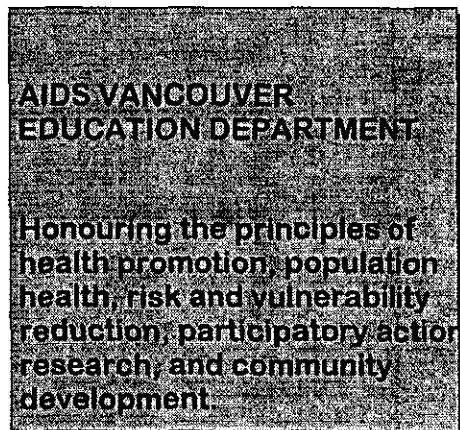 AIDS VANCOUVER
EDUCATION DEPARTMENT
Honouring the principles of
health promotion, population
health, risk and vulnerability
reduction, participatory action
research, and community
development.